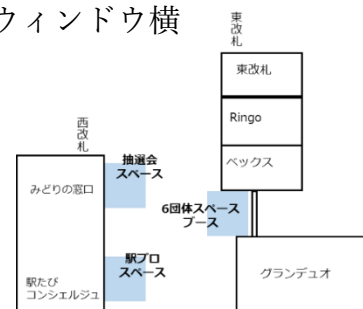 ウィンドウ横
東改札
東改札
Ringo
ベックス
西改札
みどりの窓口
抽選会
スペース
6団体スペース
ブース
駅プロ
スペース
駅たび
コンシェルジュ
グランデュオ